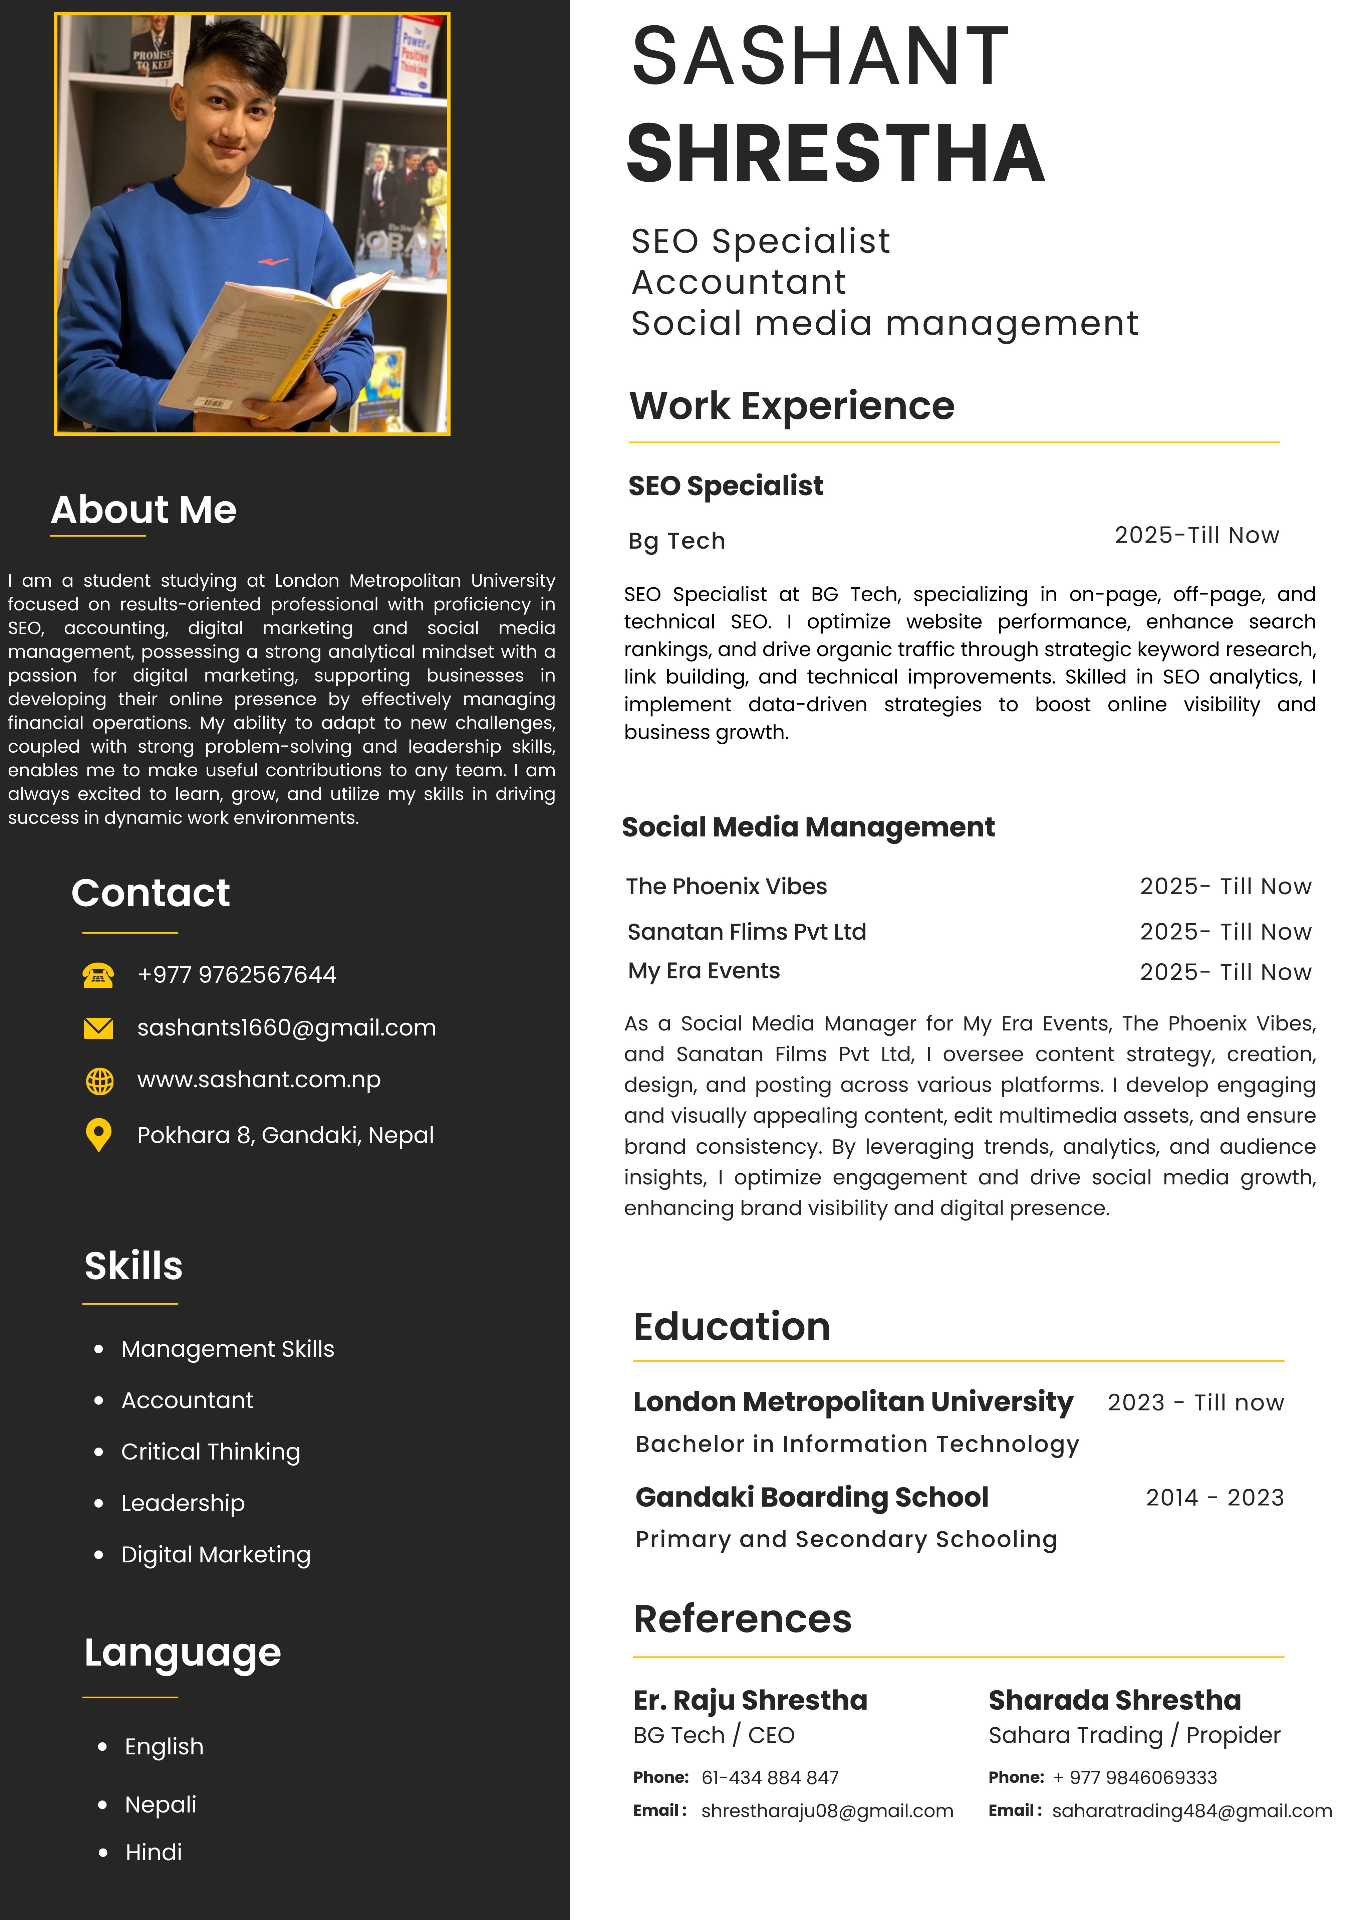 PROMISES
TO KEEP
The
Power of
Positive
Thinking
SASHANT
SHRESTHA
SEO Specialist
Accountant
Social media management
About Me
I am a student studying at London Metropolitan University
focused on results-oriented professional with proficiency in
SEO, accounting, digital marketing and social media
management, possessing a strong analytical mindset with a
passion for digital marketing, supporting businesses in
developing their online presence by effectively managing
financial operations. My ability to adapt to new challenges,
coupled with strong problem-solving and leadership skills,
enables me to make useful contributions to any team. I am
always excited to learn, grow, and utilize my skills in driving
success in dynamic work environments.
Contact
+977 9762567644
sashants1660@gmail.com
www.sashant.com.np
Pokhara 8, Gandaki, Nepal
Skills
• Management Skills
• Accountant
• Critical Thinking
• Leadership
• Digital Marketing
Language
• English
• Nepali
• Hindi
Work Experience
SEO Specialist
Bg Tech 2025-Till Now
SEO Specialist at BG Tech, specializing in on-page, off-page, and
technical SEO. I optimize website performance, enhance search
rankings, and drive organic traffic through strategic keyword research,
link building, and technical improvements. Skilled in SEO analytics, I
implement data-driven strategies to boost online visibility and
business growth.
Social Media Management
The Phoenix Vibes 2025- Till Now
Sanatan Flims Pvt Ltd 2025- Till Now
My Era Events 2025- Till Now
As a Social Media Manager for My Era Events, The Phoenix Vibes,
and Sanatan Films Pvt Ltd, I oversee content strategy, creation,
design, and posting across various platforms. I develop engaging
and visually appealing content, edit multimedia assets, and ensure
brand consistency. By leveraging trends, analytics, and audience
insights, I optimize engagement and drive social media growth,
enhancing brand visibility and digital presence.
Education
London Metropolitan University 2023 - Till now
Bachelor in Information Technology
Gandaki Boarding School 2014 - 2023
Primary and Secondary Schooling
References
Er. Raju Shrestha
BG Tech / CEO
Phone: 61-434 884 847
Email : shrestharaju08@gmail.com
Sharada Shrestha
Sahara Trading / Propider
Phone: + 977 9846069333
Email : saharatrading484@gmail.com